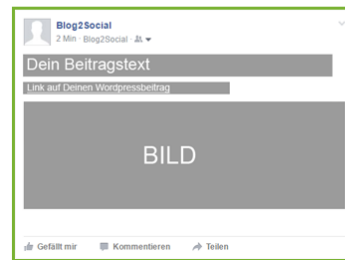 Blog2Social
2 Min · Blog2Social ·
Dein Beitragstext
Link auf Deinen Wordpressbeitrag
BILD
Gefällt mir Kommentieren Teilen